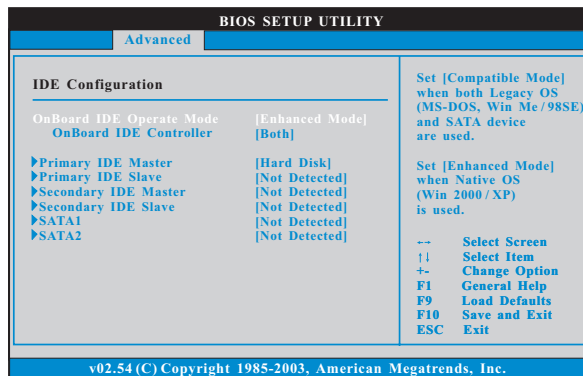 BIOS SETUP UTILITY
Advanced
IDE Configuration
OnBoard IDE Operate Mode [Enhanced Mode]
OnBoard IDE Controller [Both]
Primary IDE Master [Hard Disk]
Primary IDE Slave [Not Detected]
Secondary IDE Master [Not Detected]
Secondary IDE Slave [Not Detected]
SATA1 [Not Detected]
SATA2 [Not Detected]
Set [Compatible Mode]
when both Legacy OS
(MS-DOS, Win Me / 98SE)
and SATA device
are used.
Set [Enhanced Mode]
when Native OS
(Win 2000 / XP)
is used.
←→ Select Screen
↑↓ Select Item
+- Change Option
F1 General Help
F9 Load Defaults
F10 Save and Exit
ESC Exit
v02.54 (C) Copyright 1985-2003, American Megatrends, Inc.